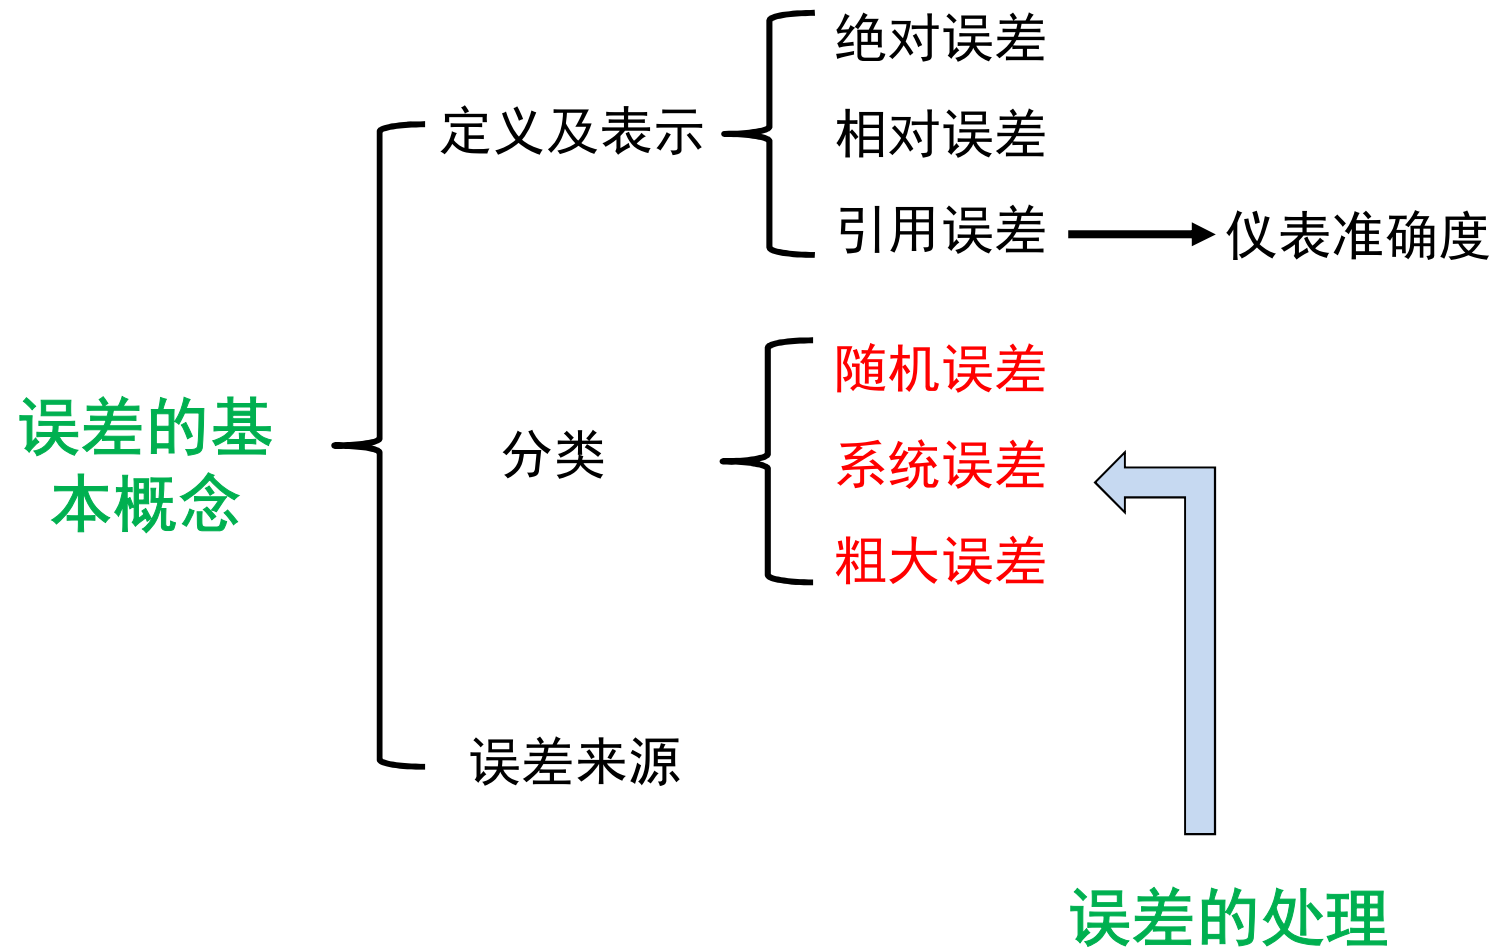 绝对误差
定义及表示
相对误差
引用误差
仪表准确度
随机误差
误差的基
本概念
分类
系统误差
粗大误差
误差来源
误差的处理